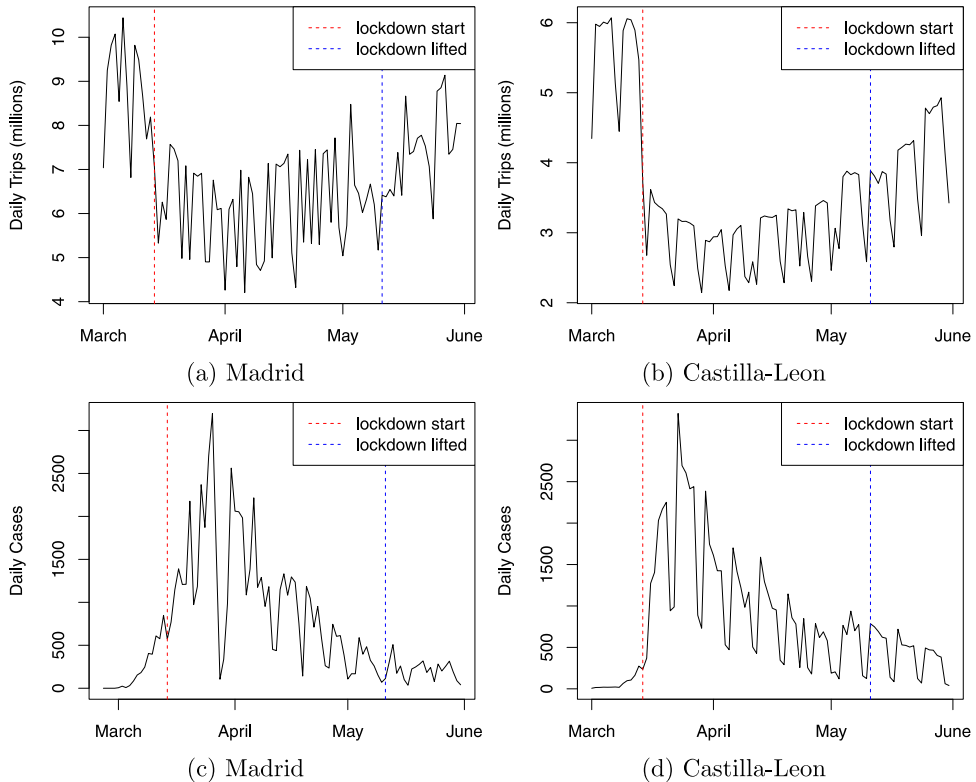 Daily Trips (millions)
10
9
8
7
6
5
4
lockdown start
lockdown lifted
March
April
May
June
(a) Madrid
Daily Trips (millions)
6
5
4
3
2
lockdown start
lockdown lifted
March
April
May
June
(b) Castilla-Leon
Daily Cases
2500
1500
500
0
lockdown start
lockdown lifted
March
April
May
June
(c) Madrid
Daily Cases
2500
1500
500
0
lockdown start
lockdown lifted
March
April
May
June
(d) Castilla-Leon